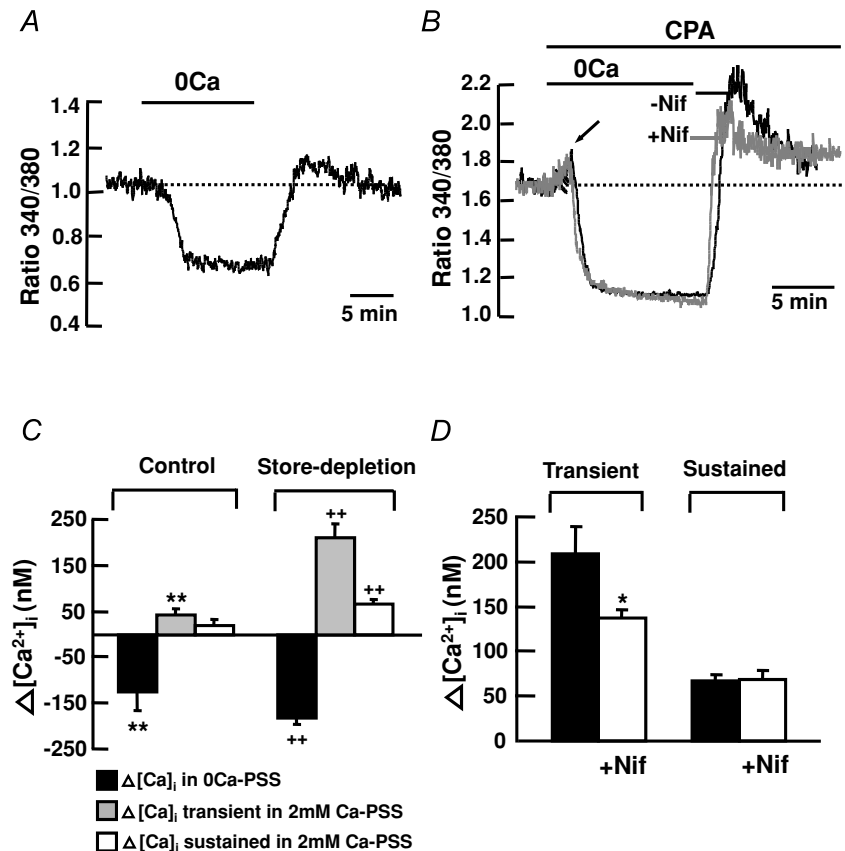 A
0Ca
1.4
1.2
1.0
0.8
0.6
0.4
Ratio 340/380
5 min
B
CPA
0Ca
2.2
2.0
1.8
1.6
1.4
1.2
1.0
Ratio 340/380
-Nif
+Nif
5 min
C
Control
Store-depletion
250
150
50
-50
-150
-250
△[Ca²⁺]ᵢ (nM)
**
**
++
++
++
△[Ca]ᵢ in 0Ca-PSS
△[Ca]ᵢ transient in 2mM Ca-PSS
△[Ca]ᵢ sustained in 2mM Ca-PSS
D
Transient
Sustained
250
200
150
100
50
0
△[Ca²⁺]ᵢ (nM)
*
+Nif
+Nif